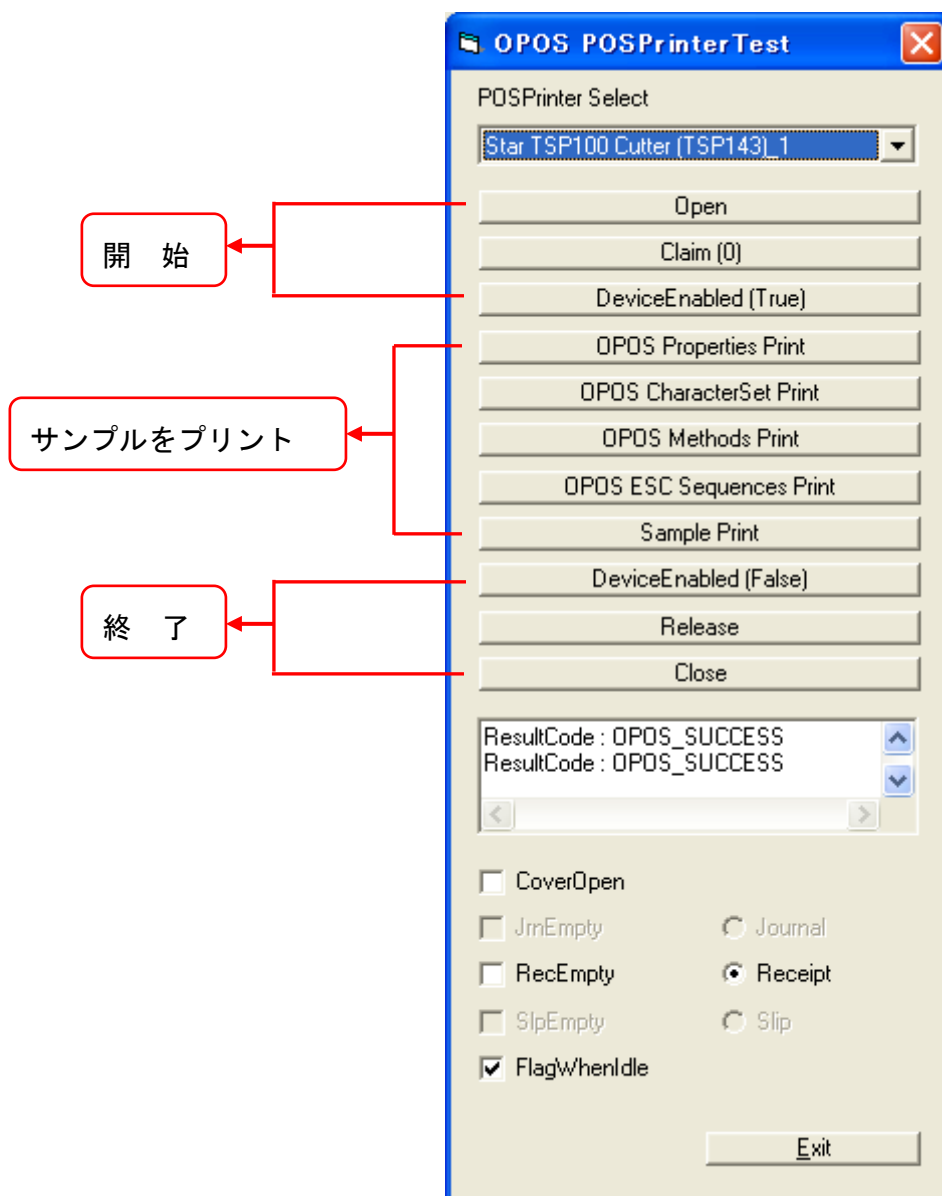 OPOS POSPrinterTest
POSPrinter Select
Star TSP100 Cutter (TSP143)_1
Open
開 始
Claim (0)
DeviceEnabled (True)
OPOS Properties Print
OPOS CharacterSet Print
サンプルをプリント
OPOS Methods Print
OPOS ESC Sequences Print
Sample Print
DeviceEnabled (False)
終 了
Release
Close
ResultCode : OPOS_SUCCESS
ResultCode : OPOS_SUCCESS
CoverOpen
JrnEmpty Journal
RecEmpty Receipt
SlpEmpty Slip
FlagWhenIdle
Exit